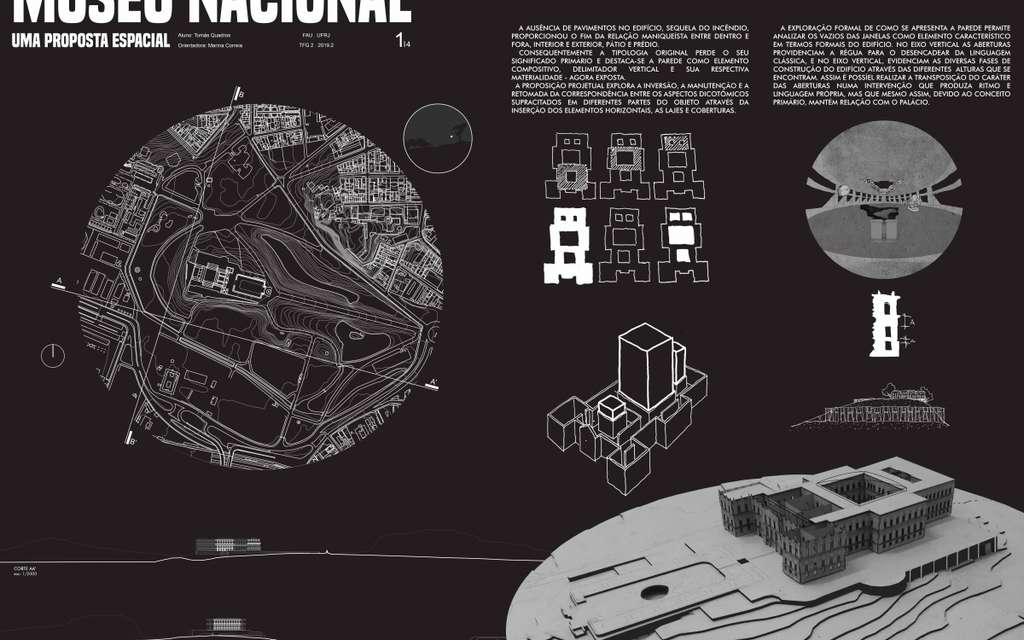 MUSEU NACIONAL
UMA PROPOSTA ESPACIAL
Aluno: Tomás Quadros
Orientadora: Marina Correia
FAU UFRJ
TFG 2 2019.2
1|4
A AUSÊNCIA DE PAVIMENTOS NO EDIFÍCIO, SEQUELA DO INCÊNDIO,
PROPORCIONOU O FIM DA RELAÇÃO MANIQUEÍSTA ENTRE DENTRO E
FORA, INTERIOR E EXTERIOR, PÁTIO E PRÉDIO.
CONSEQUENTEMENTE A TIPOLOGIA ORIGINAL PERDE O SEU
SIGNIFICADO PRIMÁRIO E DESTACA-SE A PAREDE COMO ELEMENTO
COMPOSITIVO, DELIMITADOR VERTICAL E SUA RESPECTIVA
MATERIALIDADE - AGORA EXPOSTA.
A PROPOSIÇÃO PROJETUAL EXPLORA A INVERSÃO, A MANUTENÇÃO E A
RETOMADA DA CORRESPONDÊNCIA ENTRE OS ASPECTOS DICOTÔMICOS
SUPRACITADOS EM DIFERENTES PARTES DO OBJETO ATRAVÉS DA
INSERÇÃO DOS ELEMENTOS HORIZONTAIS, AS LAJES E COBERTURAS.
A EXPLORAÇÃO FORMAL DE COMO SE APRESENTA A PAREDE PERMITE
ANALIZAR OS VAZIOS DAS JANELAS COMO ELEMENTO CARACTERÍSTICO
EM TERMOS FORMAIS DO EDIFÍCIO. NO EIXO VERTICAL AS ABERTURAS
PROVIDENCIAM A RÉGUA PARA O DESENCADEAR DA LINGUAGEM
CLÁSSICA, E NO EIXO VERTICAL, EVIDENCIAM AS DIVERSAS FASES DE
CONSTRUÇÃO DO EDIFÍCIO ATRAVÉS DAS DIFERENTES ALTURAS QUE SE
ENCONTRAM. ASSIM É POSSÍEL REALIZAR A TRANSPOSIÇÃO DO CARÁTER
DAS ABERTURAS NUMA INTERVENÇÃO QUE PRODUZA RITMO E
LINGUAGEM PRÓPRIA, MAS QUE MESMO ASSIM, DEVIDO AO CONCEITO
PRIMÁRIO, MANTÉM RELAÇÃO COM O PALÁCIO.
B
A
A'
B'
A
CORTE AA'
esc: 1/2000